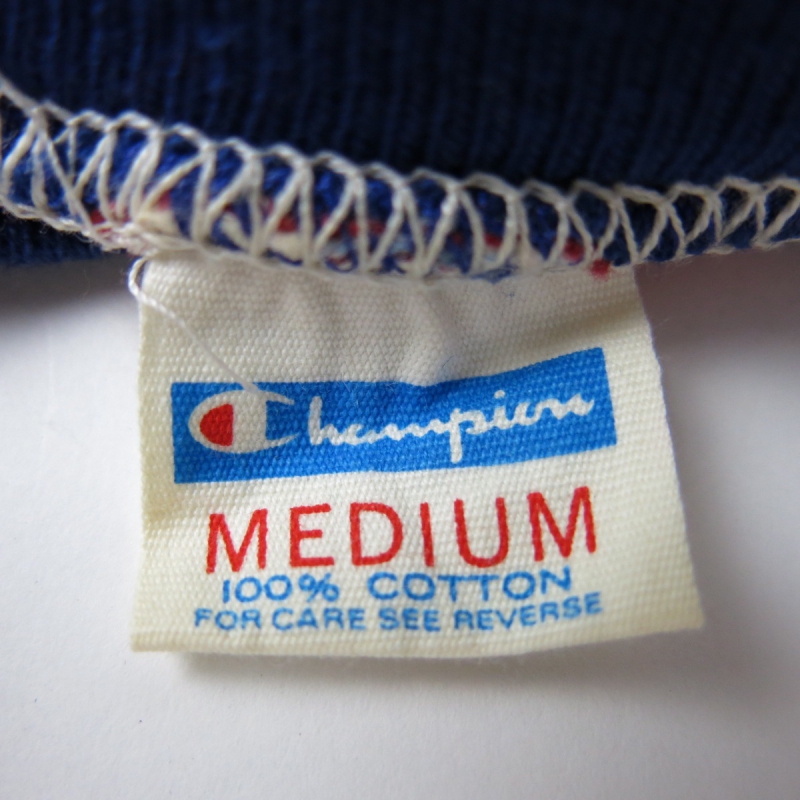 Champion
MEDIUM
100% COTTON
FOR CARE SEE REVERSE